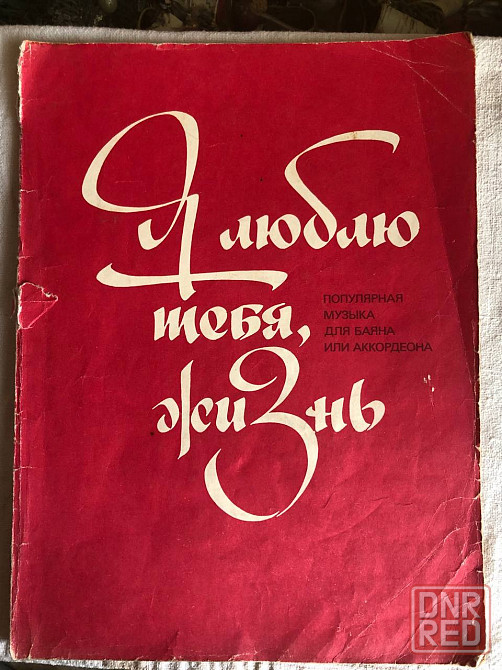 Я люблю
тебя,
жизнь
ПОПУЛЯРНАЯ
МУЗЫКА
ДЛЯ БАЯНА
ИЛИ АККОРДЕОНА
DNR
RED